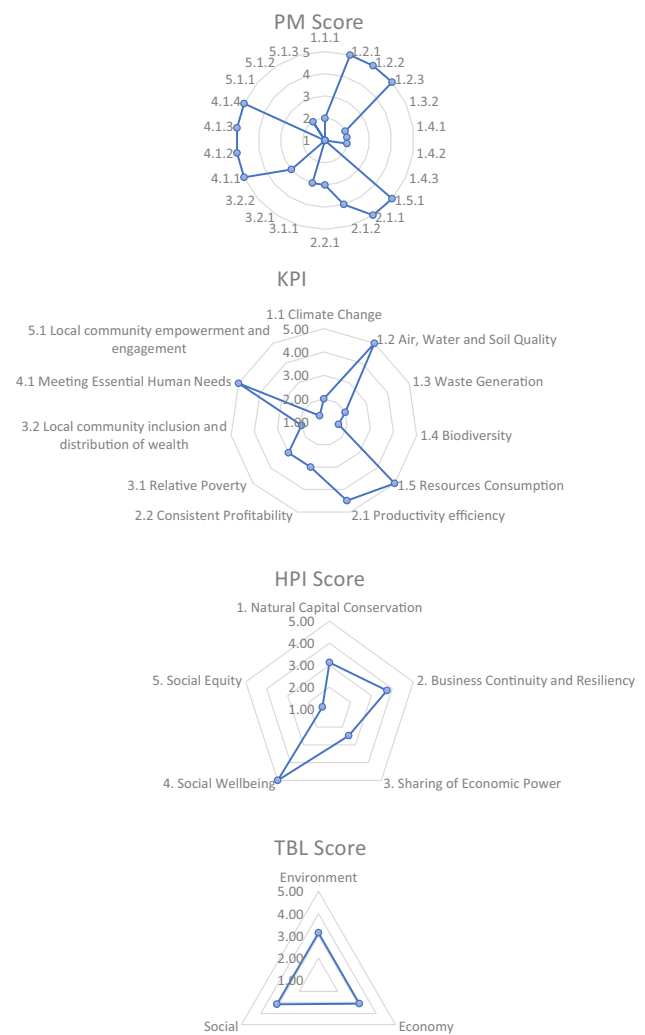 PM Score
1.1.1
5.1.3
5
1.2.1
5.1.2
4
1.2.2
5.1.1
3
1.2.3
4.1.4
2
1.3.2
4.1.3
1
1.4.1
4.1.2
1.4.2
4.1.1
1.4.3
3.2.2
1.5.1
3.2.1
2.1.1
3.1.1
2.1.2
2.2.1
KPI
1.1 Climate Change
5.00
5.1 Local community empowerment and
engagement
4.00
1.2 Air, Water and Soil Quality
3.00
4.1 Meeting Essential Human Needs
1.3 Waste Generation
2.00
1.00
3.2 Local community inclusion and
distribution of wealth
1.4 Biodiversity
3.1 Relative Poverty
1.5 Resources Consumption
2.2 Consistent Profitability
2.1 Productivity efficiency
HPI Score
1. Natural Capital Conservation
5.00
4.00
3.00
5. Social Equity
2. Business Continuity and Resiliency
2.00
1.00
4. Social Wellbeing
3. Sharing of Economic Power
TBL Score
Environment
5.00
4.00
3.00
2.00
1.00
Social
Economy